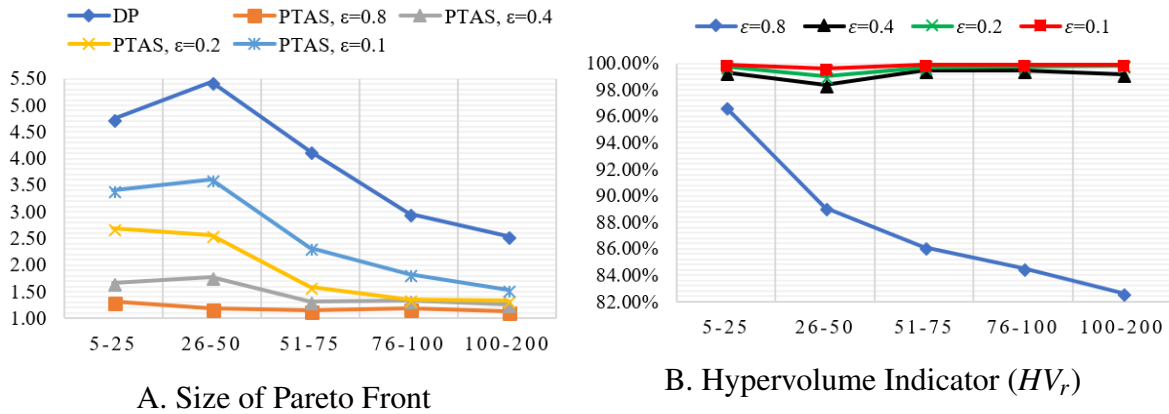 DP PTAS, ε=0.8 PTAS, ε=0.4
PTAS, ε=0.2 PTAS, ε=0.1
5.50
5.00
4.50
4.00
3.50
3.00
2.50
2.00
1.50
1.00
5-25 26-50 51-75 76-100 100-200
A. Size of Pareto Front
ε=0.8 ε=0.4 ε=0.2 ε=0.1
100.00%
98.00%
96.00%
94.00%
92.00%
90.00%
88.00%
86.00%
84.00%
82.00%
5-25 26-50 51-75 76-100 100-200
B. Hypervolume Indicator (HVr)